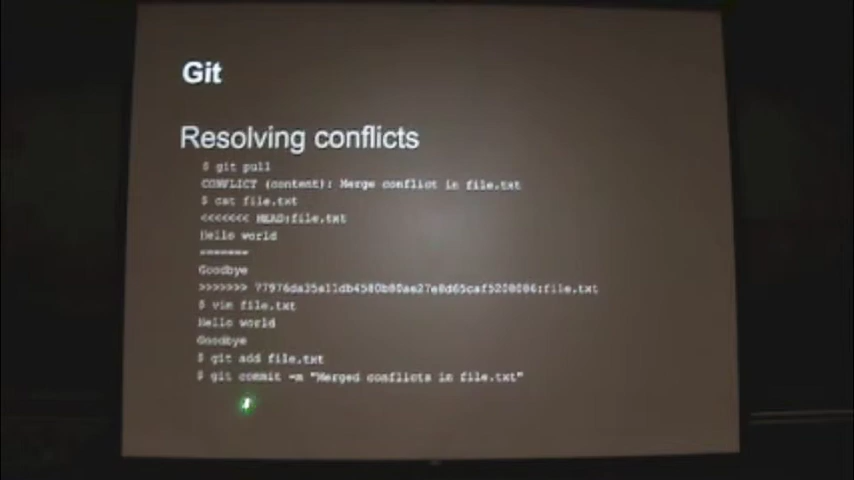 Git
Resolving conflicts
$ git pull
CONFLICT (content): Merge conflict in file.txt
$ cat file.txt
<<<<<<< HEAD:file.txt
Hello world
=======
Goodbye
>>>>>>> :file.txt
$ vim file.txt
Hello world
Goodbye
$ git add file.txt
$ git commit -m "Merged conflicts in file.txt"